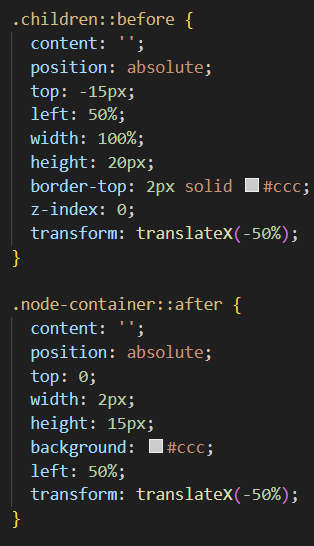 .children::before {
  content: '';
  position: absolute;
  top: -15px;
  left: 50%;
  width: 100%;
  height: 20px;
  border-top: 2px solid #ccc;
  z-index: 0;
  transform: translateX(-50%);
}

.node-container::after {
  content: '';
  position: absolute;
  top: 0;
  width: 2px;
  height: 15px;
  background: #ccc;
  left: 50%;
  transform: translateX(-50%);
}